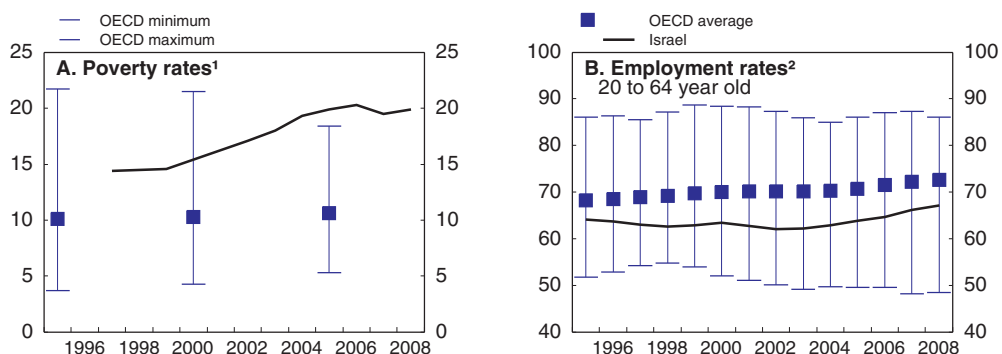 OECD minimum
OECD maximum
OECD average
Israel
A. Poverty rates¹
25 25
20 20
15 15
10 10
5 5
0 0
1996 1998 2000 2002 2004 2006 2008
B. Employment rates²
20 to 64 year old
100 100
90 90
80 80
70 70
60 60
50 50
40 40
1996 1998 2000 2002 2004 2006 2008